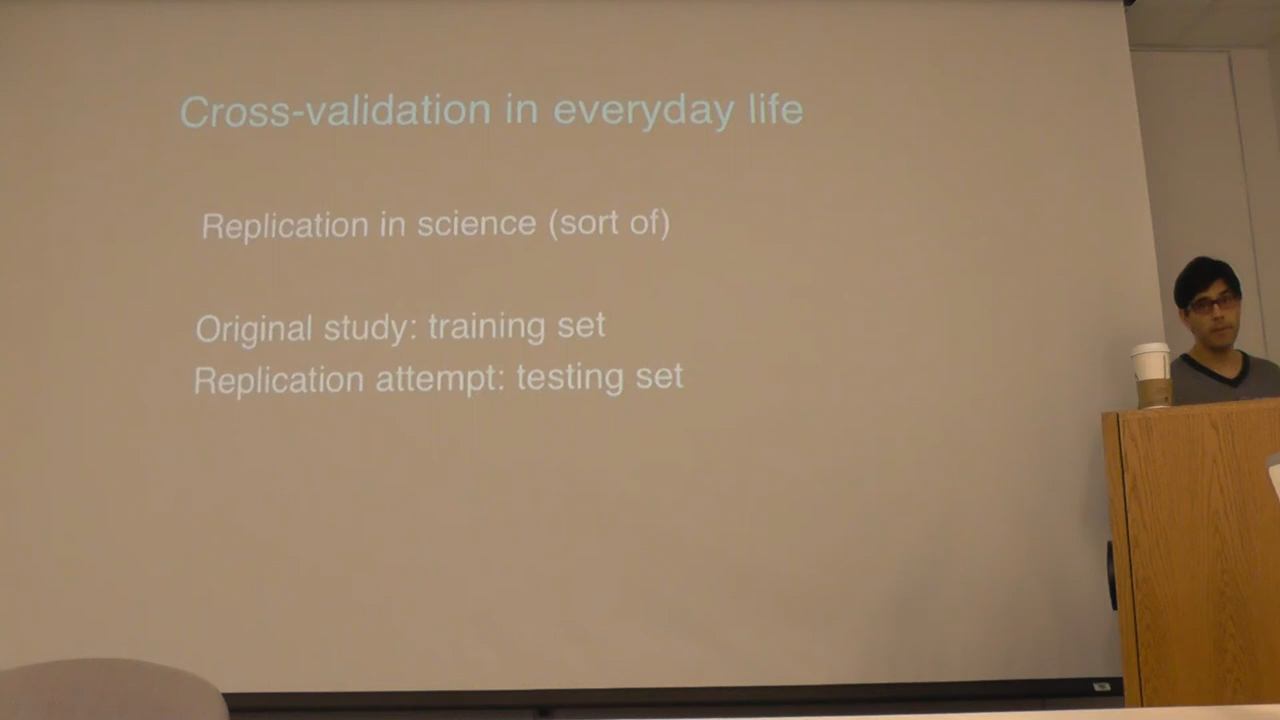 Cross-validation in everyday life
Replication in science (sort of)
Original study: training set
Replication attempt: testing set